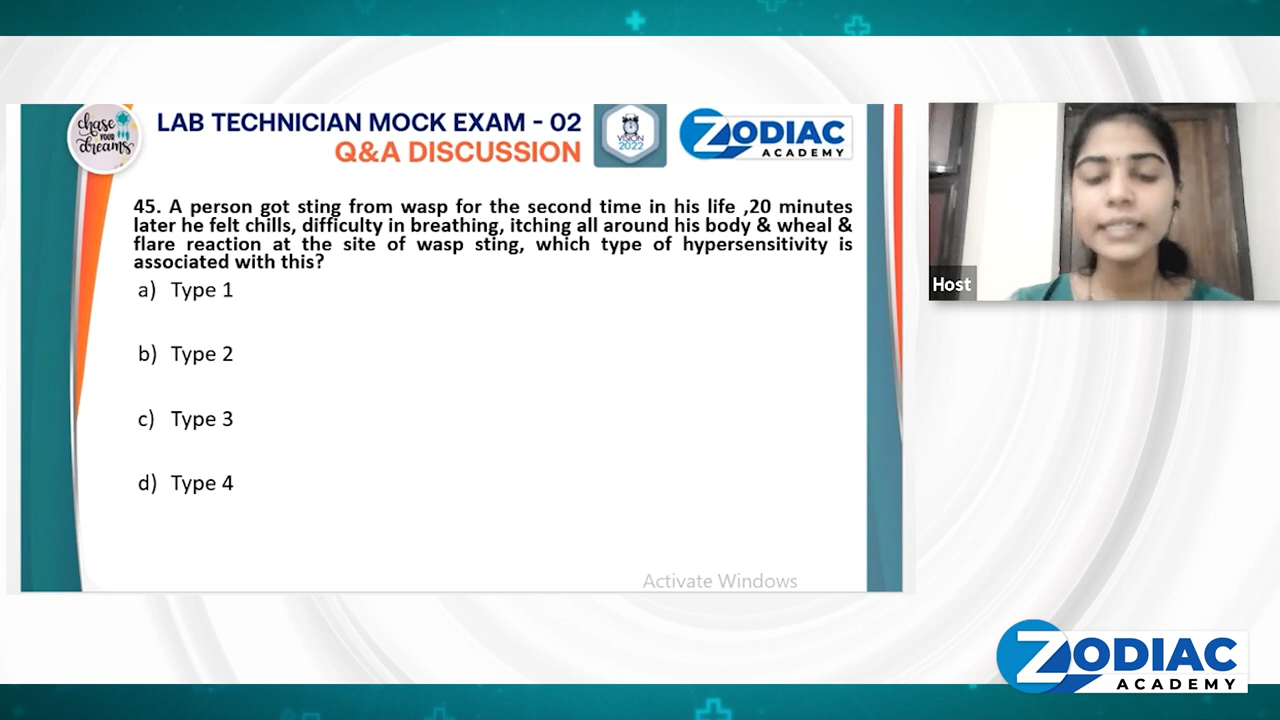 chase
YOUR
dreams
LAB TECHNICIAN MOCK EXAM - 02
Q&A DISCUSSION
VISION
2022
ZODIAC
ACADEMY
45. A person got sting from wasp for the second time in his life ,20 minutes
later he felt chills, difficulty in breathing, itching all around his body & wheal &
flare reaction at the site of wasp sting, which type of hypersensitivity is
associated with this?
a) Type 1
b) Type 2
c) Type 3
d) Type 4
Activate Windows
Host
ZODIAC
ACADEMY